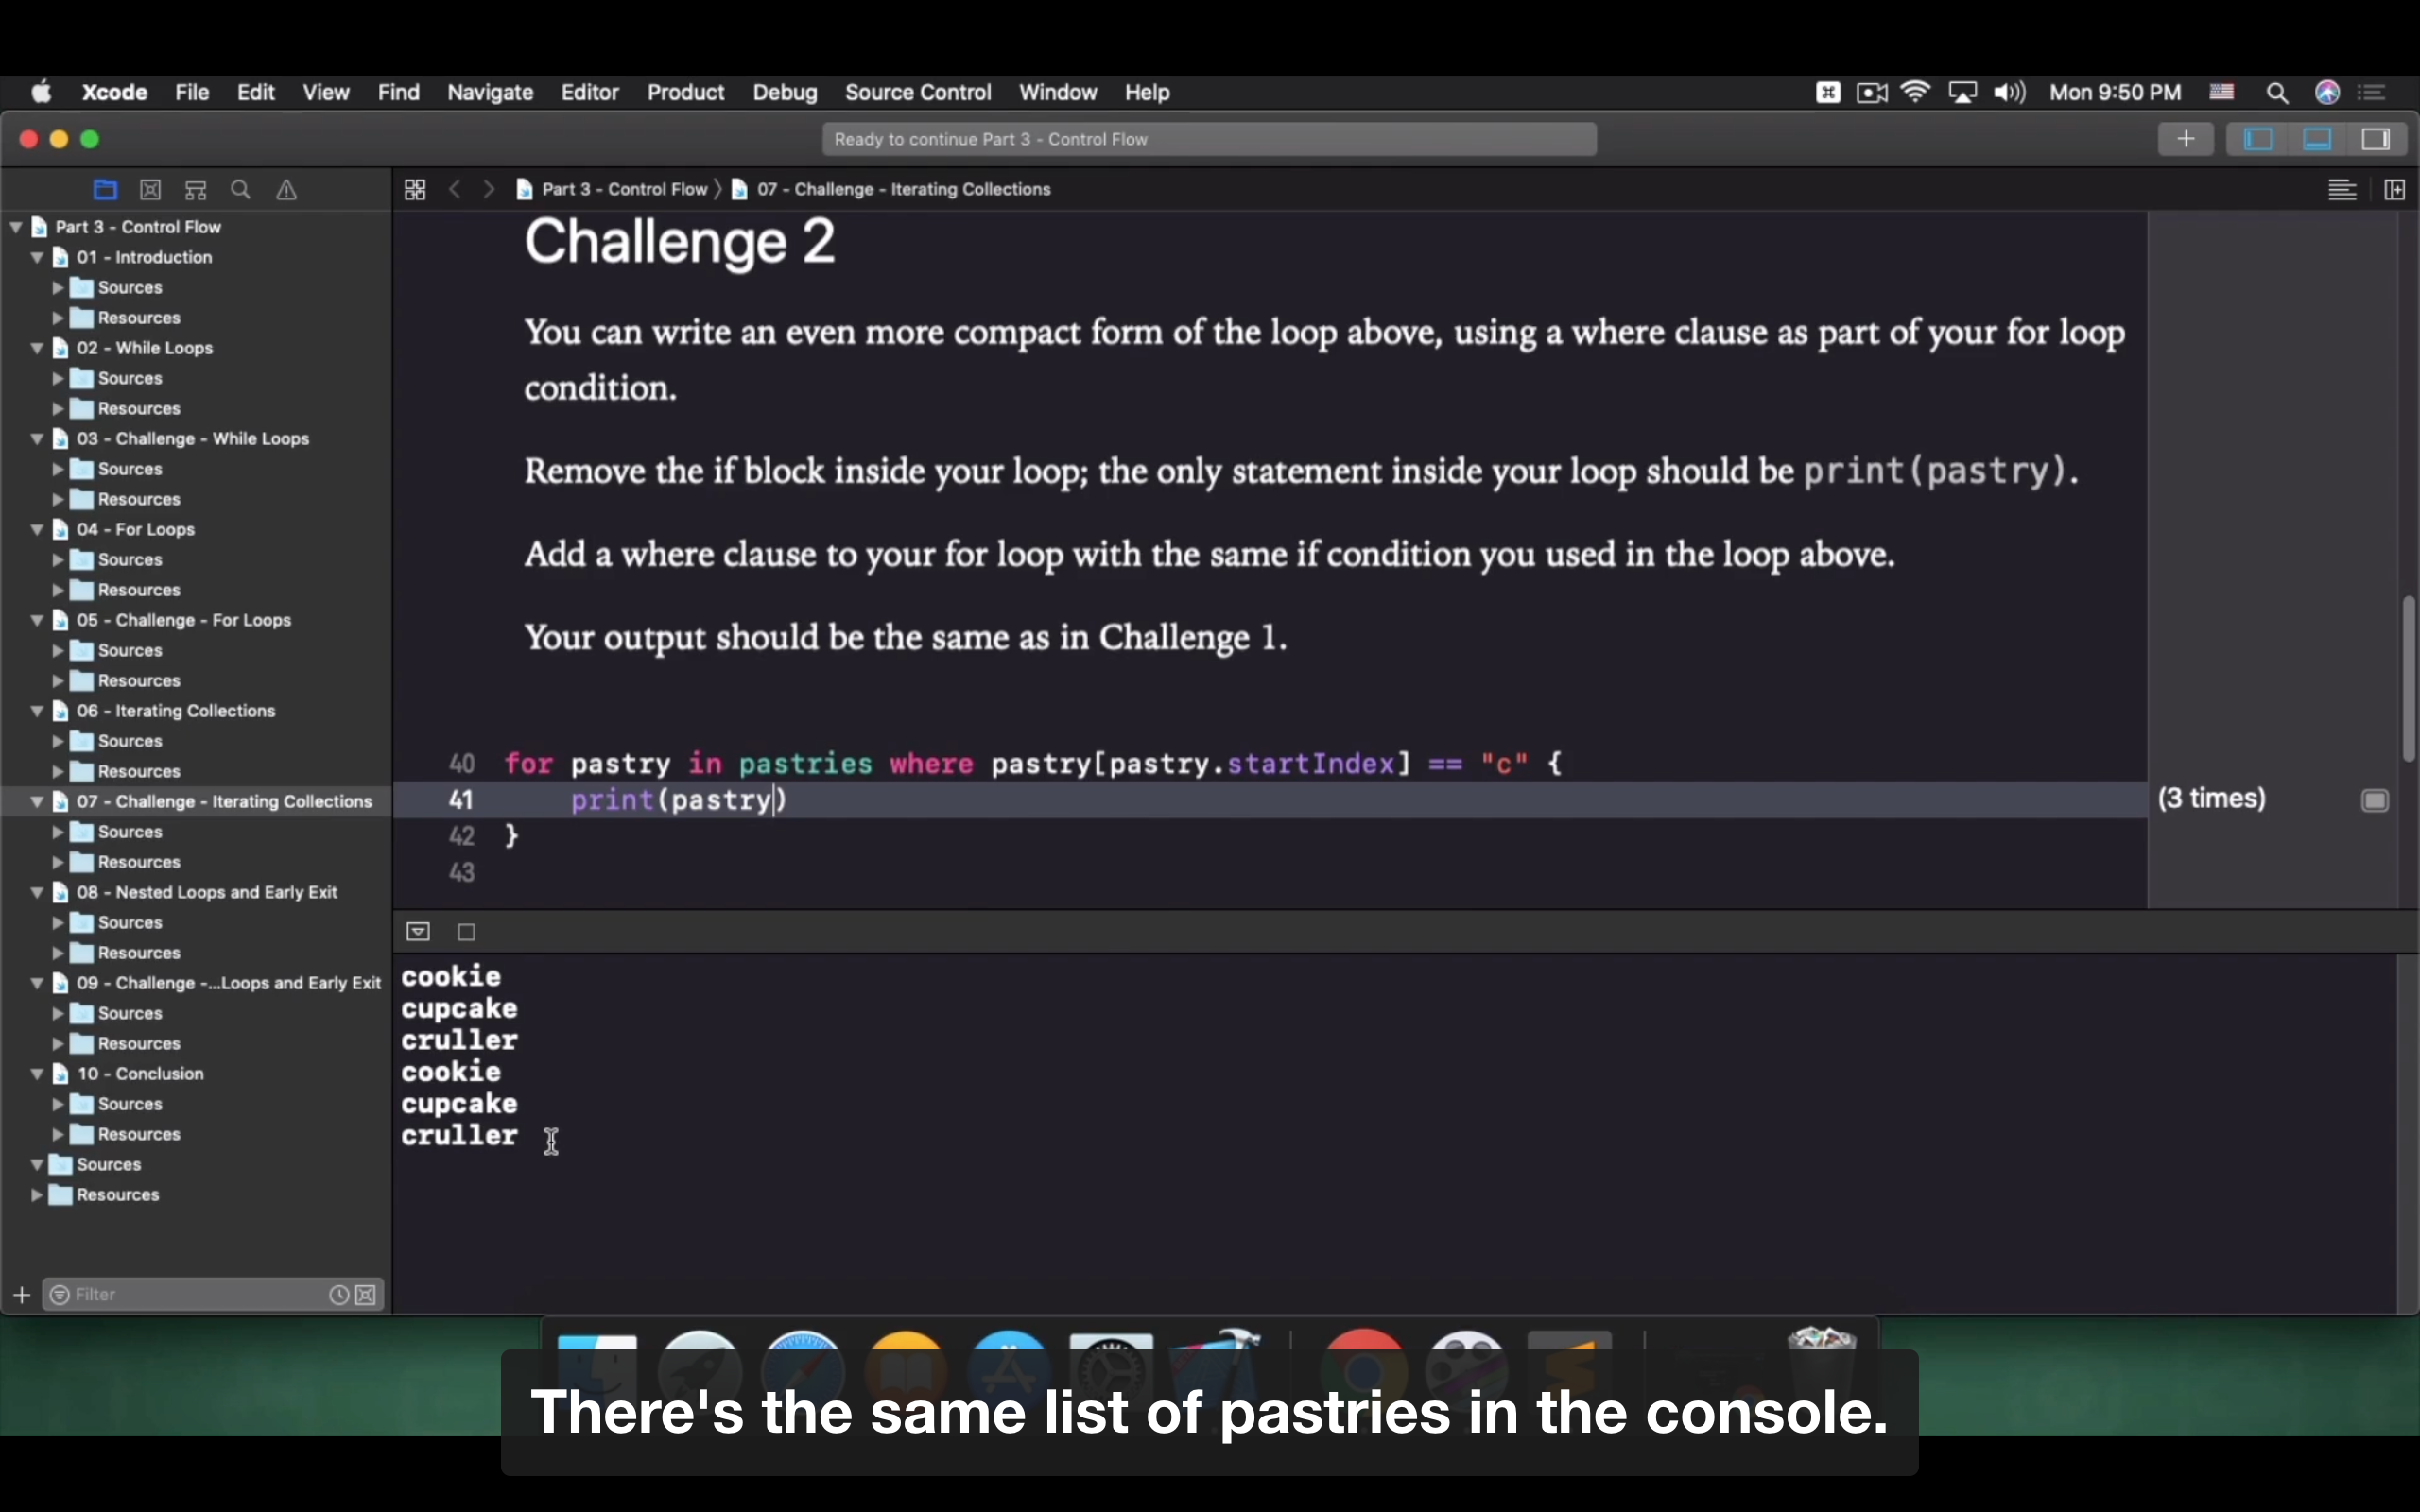 Xcode File Edit View Find Navigate Editor Product Debug Source Control Window Help Mon 9:50 PM
Ready to continue Part 3 - Control Flow
Part 3 - Control Flow 07 - Challenge - Iterating Collections
Part 3 - Control Flow
01 - Introduction
Sources
Resources
02 - While Loops
Sources
Resources
03 - Challenge - While Loops
Sources
Resources
04 - For Loops
Sources
Resources
05 - Challenge - For Loops
Sources
Resources
06 - Iterating Collections
Sources
Resources
07 - Challenge - Iterating Collections
Sources
Resources
08 - Nested Loops and Early Exit
Sources
Resources
09 - Challenge -...Loops and Early Exit
Sources
Resources
10 - Conclusion
Sources
Resources
Sources
Resources
Filter
Challenge 2
You can write an even more compact form of the loop above, using a where clause as part of your for loop
condition.
Remove the if block inside your loop; the only statement inside your loop should be print(pastry).
Add a where clause to your for loop with the same if condition you used in the loop above.
Your output should be the same as in Challenge 1.
40 for pastry in pastries where pastry[pastry.startIndex] == "c" {
41 print(pastry) (3 times)
42 }
43
cookie
cupcake
cruller
cookie
cupcake
cruller
There's the same list of pastries in the console.